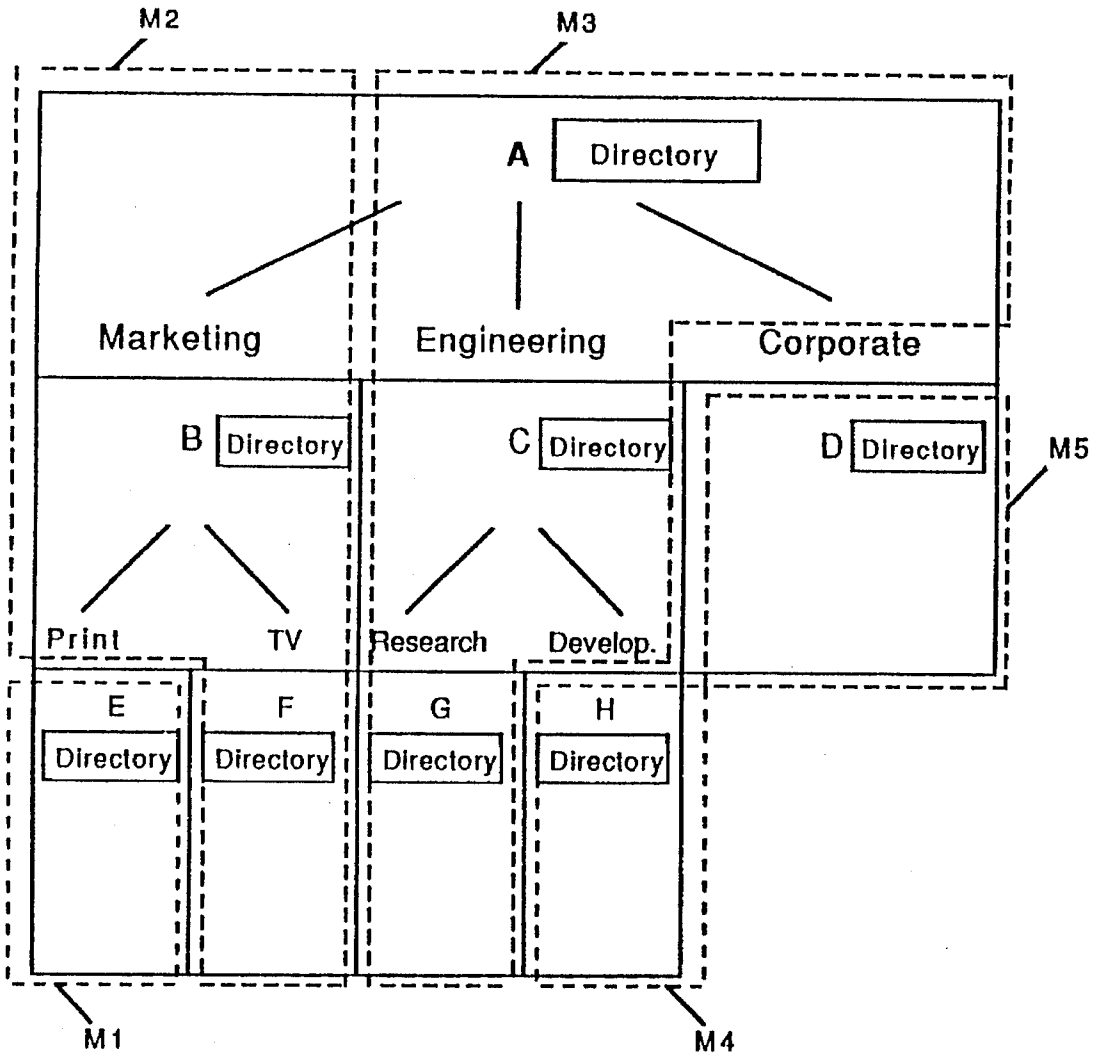 M2 M3
A Directory
Marketing Engineering Corporate
B Directory C Directory D Directory
M5
Print TV Research Develop.
E F G H
Directory Directory Directory Directory
M1 M4